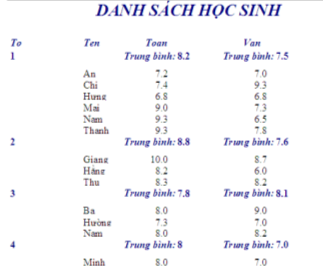 DANH SÁCH HỌC SINH
To Ten Toan Van
1 Trung bình: 8.2 Trung bình: 7.5
An 7.2 7.0
Chi 7.4 9.3
Hưng 6.8 6.8
Mai 9.0 7.3
Nam 9.3 6.5
Thanh 9.3 7.8
2 Trung bình: 8.8 Trung bình: 7.6
Giang 10.0 8.7
Hăng 8.2 6.0
Thu 8.3 8.2
3 Trung bình: 7.8 Trung bình: 8.1
Ba 8.0 9.0
Hường 7.3 7.0
Nam 8.0 8.2
4 Trung bình: 8 Trung bình: 7.0
Minh 8.0 7.0